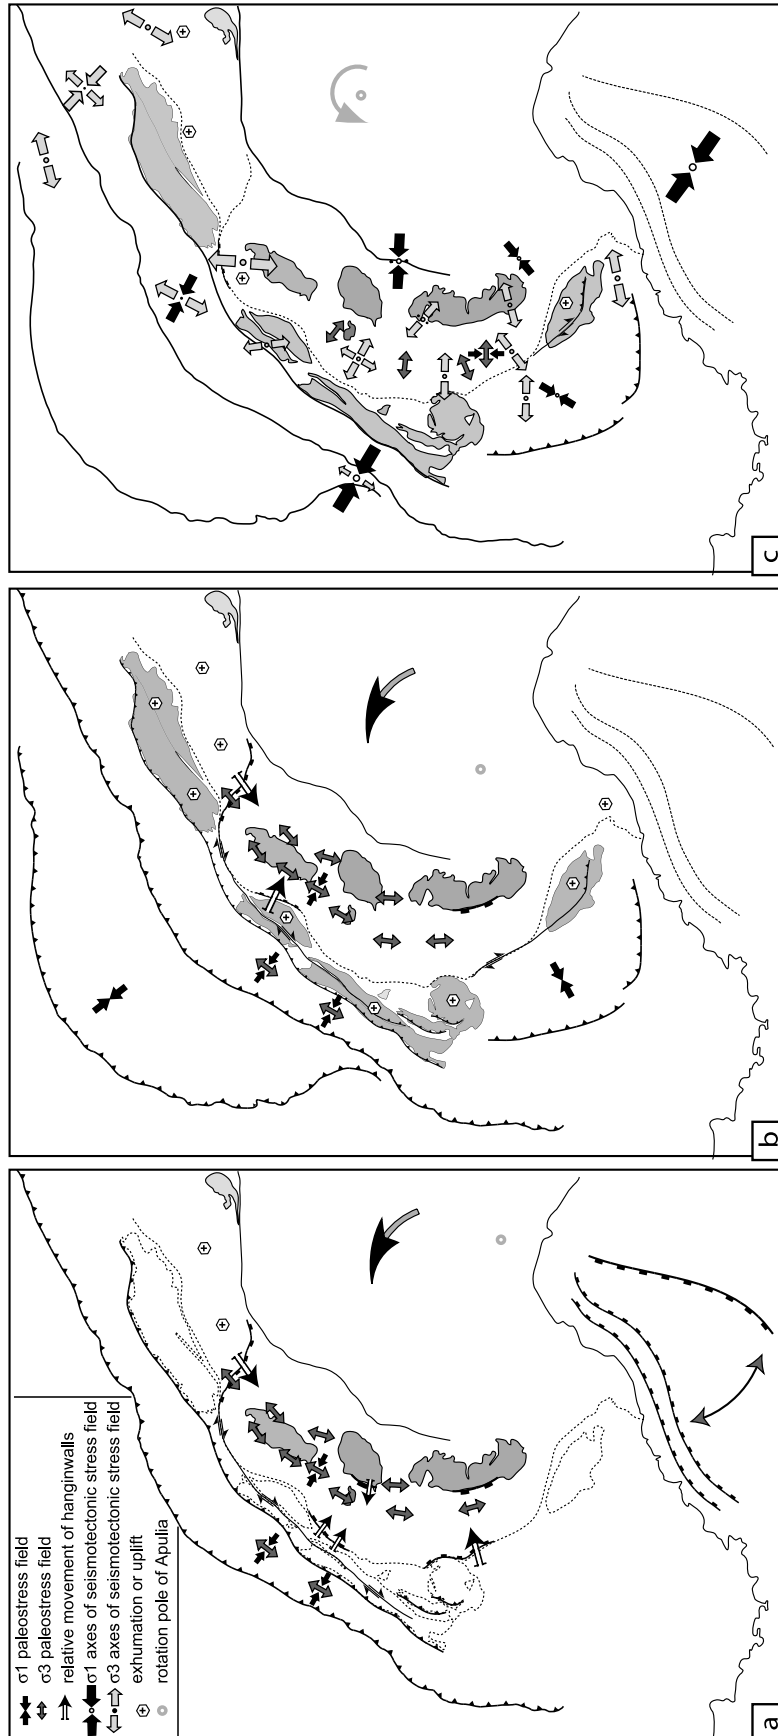 σ1 paleostress field
σ3 paleostress field
relative movement of hanginwalls
σ1 axes of seismotectonic stress field
σ3 axes of seismotectonic stress field
exhumation or uplift
rotation pole of Apulia
a
b
c